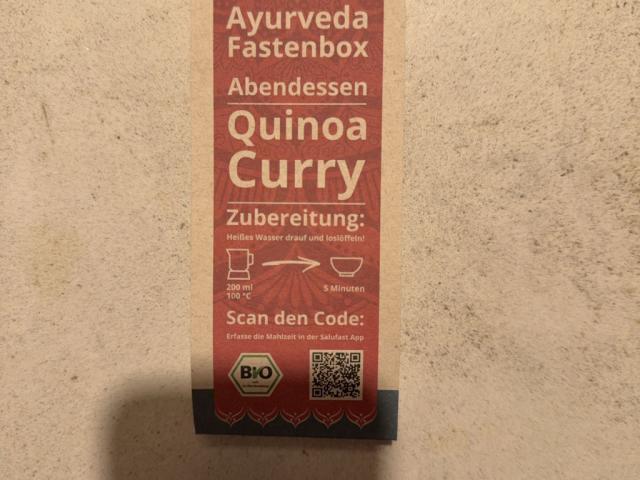 Ayurveda
Fastenbox
Abendessen
Quinoa
Curry
Zubereitung:
Heißes Wasser drauf und loslöffeln!
200 ml
100 °C
5 Minuten
Scan den Code:
Erfasse die Mahlzeit in der Salufast App
BIO